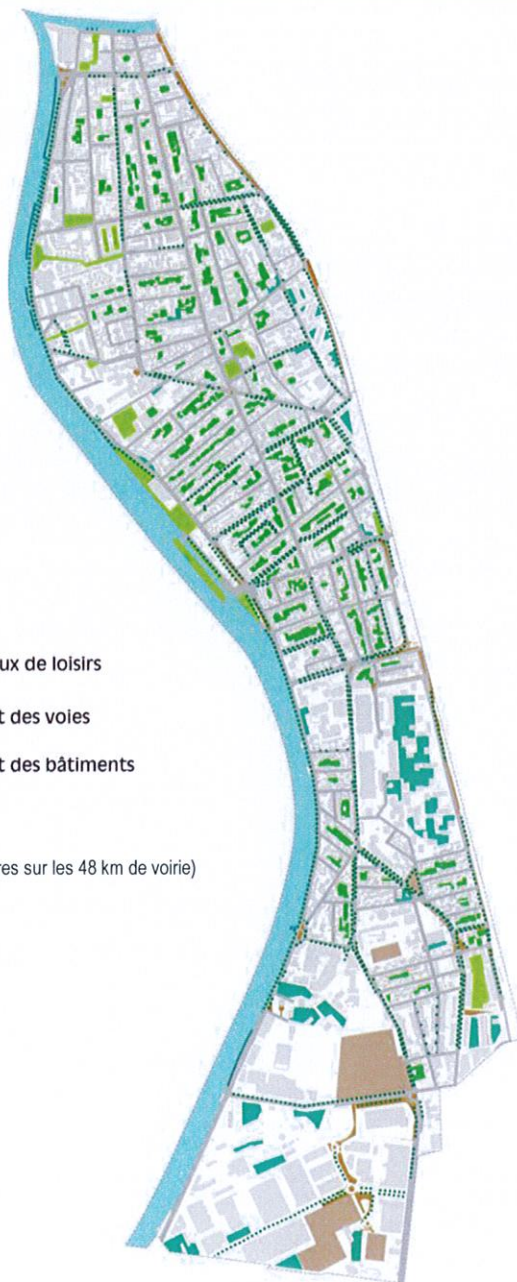 ux de loisirs
t des voies
t des bâtiments
res sur les 48 km de voirie)